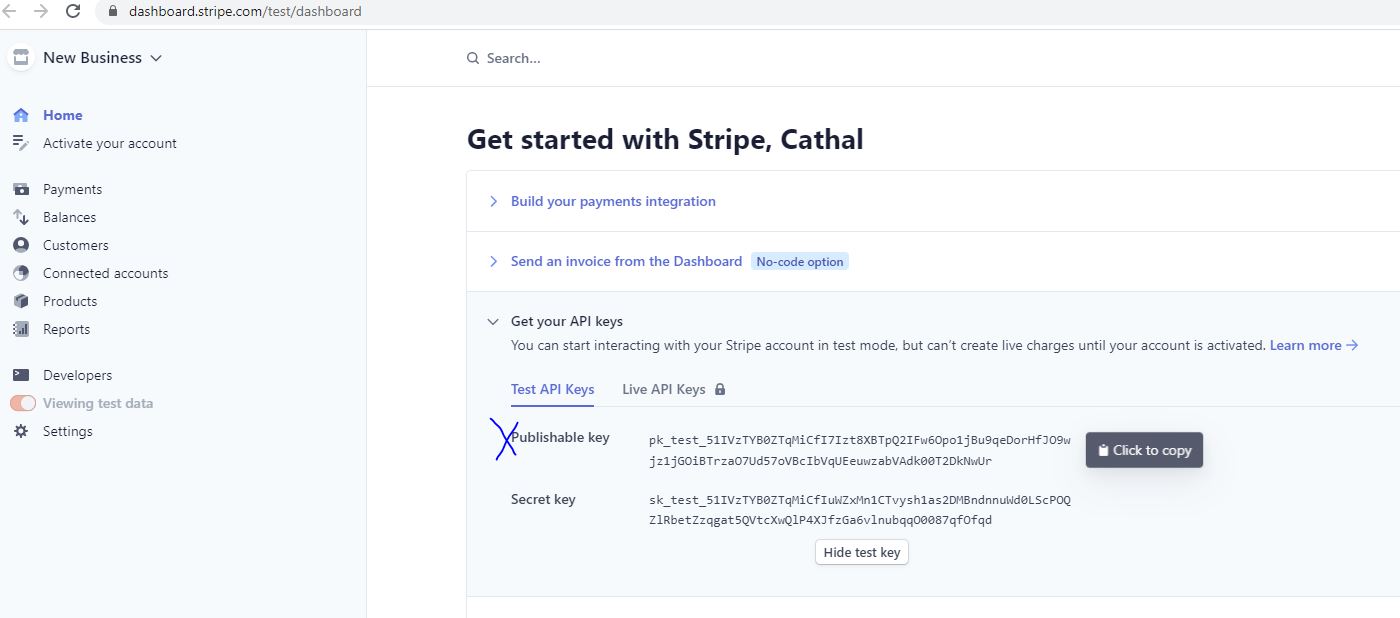 dashboard.stripe.com/test/dashboard
New Business
Search...
Home
Activate your account
Payments
Balances
Customers
Connected accounts
Products
Reports
Developers
Viewing test data
Settings
Get started with Stripe, Cathal
Build your payments integration
Send an invoice from the Dashboard No-code option
Get your API keys
You can start interacting with your Stripe account in test mode, but can’t create live charges until your account is activated. Learn more →
Test API Keys Live API Keys
Publishable key pk_test_51IVzTYB0ZTqMiCfI7Izt8XBTpQ2IFw6Opo1jBu9qeDorHfJO9w
jz1jGOiBTrzaO7Ud57oVBcIbVqUEeuwzabVAdk00T2DkNwUr
Click to copy
Secret key sk_test_51IVzTYB0ZTqMiCfIuWZxMn1CTvysh1as2DMBndnnuWd0LScPOQ
ZlRbetZzqgat5QVtcXwQlP4XJfzGa6vlnubqqO0087qfOfqd
Hide test key